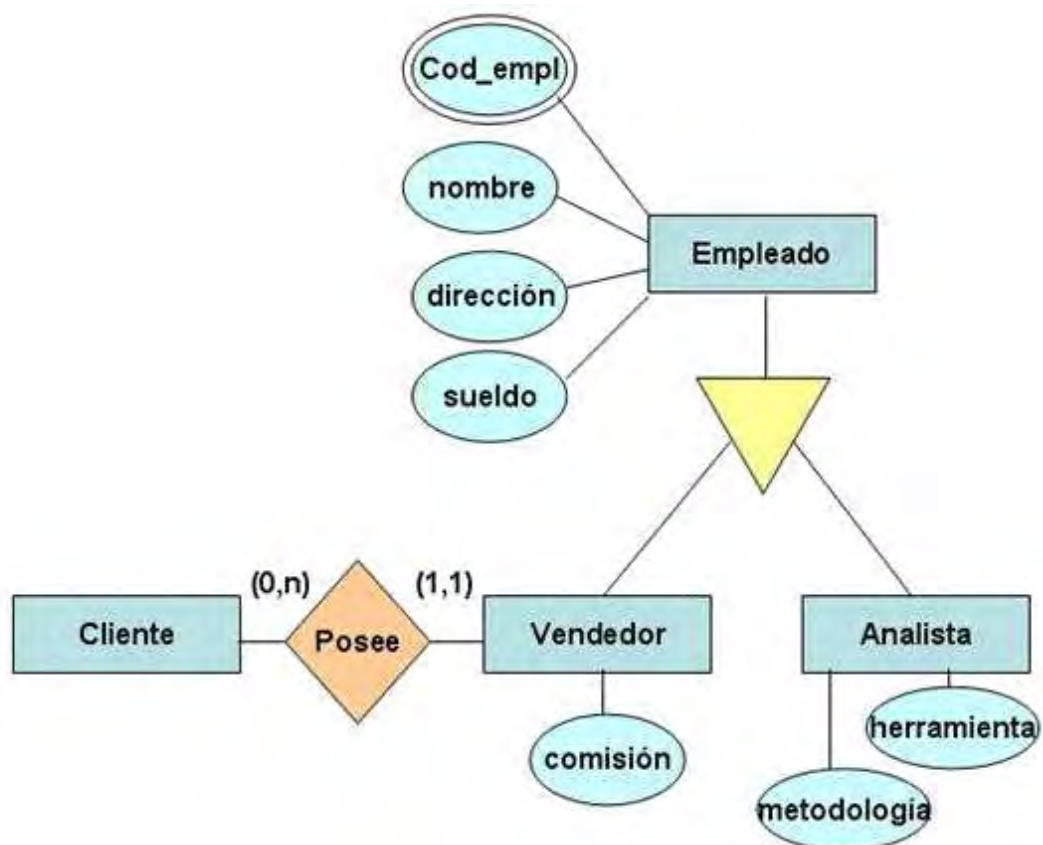 Cod_empl
nombre
Empleado
dirección
sueldo
(0,n)
(1,1)
Cliente
Posee
Vendedor
Analista
herramienta
comisión
metodología